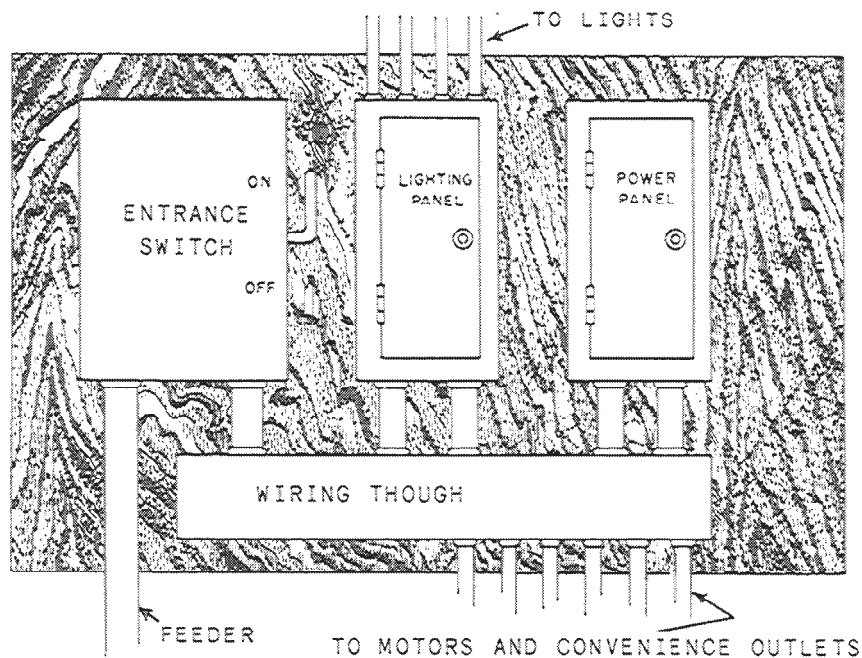 TO LIGHTS
ON
ENTRANCE
SWITCH
OFF
LIGHTING
PANEL
POWER
PANEL
WIRING THOUGH
FEEDER
TO MOTORS AND CONVENIENCE OUTLETS